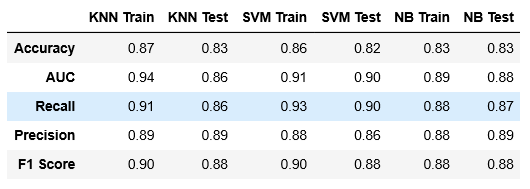 KNN Train KNN Test SVM Train SVM Test NB Train NB Test
Accuracy 0.87 0.83 0.86 0.82 0.83 0.83
AUC 0.94 0.86 0.91 0.90 0.89 0.88
Recall 0.91 0.86 0.93 0.90 0.88 0.87
Precision 0.89 0.89 0.88 0.86 0.88 0.89
F1 Score 0.90 0.88 0.90 0.88 0.88 0.88